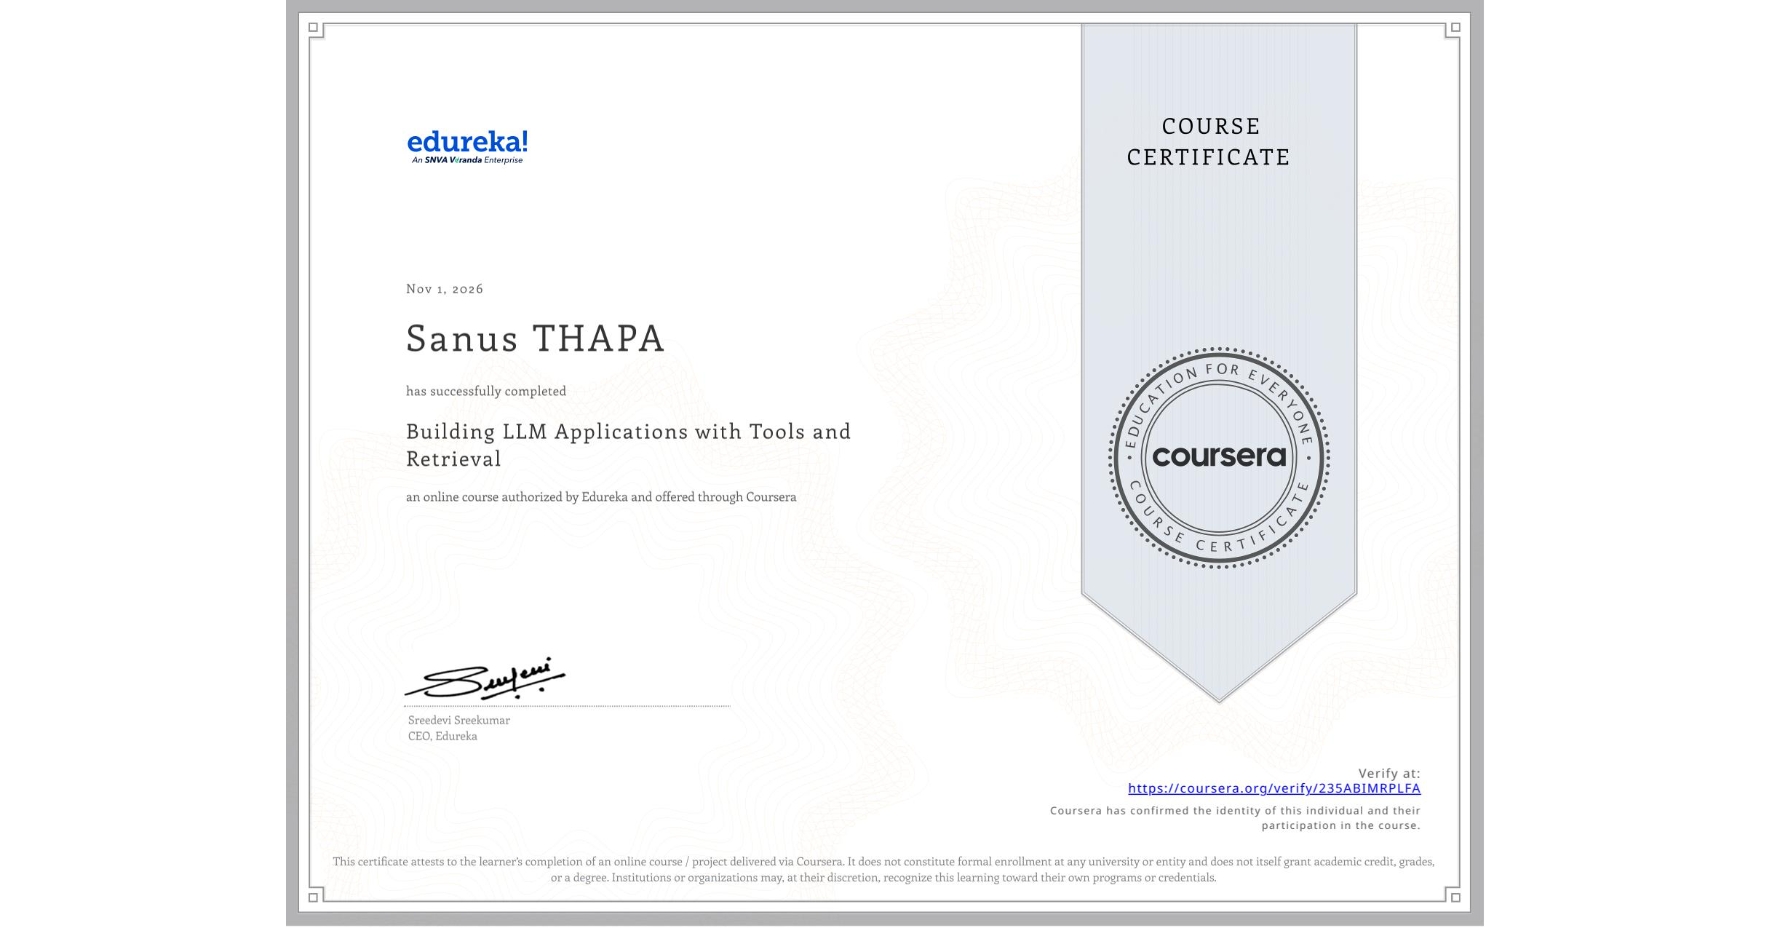 edureka!
An SNVA Veranda Enterprise
COURSE
CERTIFICATE
Nov 1, 2026
Sanus THAPA
has successfully completed
Building LLM Applications with Tools and
Retrieval
an online course authorized by Edureka and offered through Coursera
EDUCATION FOR EVERYONE
coursera
COURSE CERTIFICATE
Sreedevi Sreekumar
CEO, Edureka
Verify at:
https://coursera.org/verify/235ABIMRPLFA
Coursera has confirmed the identity of this individual and their
participation in the course.
This certificate attests to the learner's completion of an online course / project delivered via Coursera. It does not constitute formal enrollment at any university or entity and does not itself grant academic credit, grades,
or a degree. Institutions or organizations may, at their discretion, recognize this learning toward their own programs or credentials.